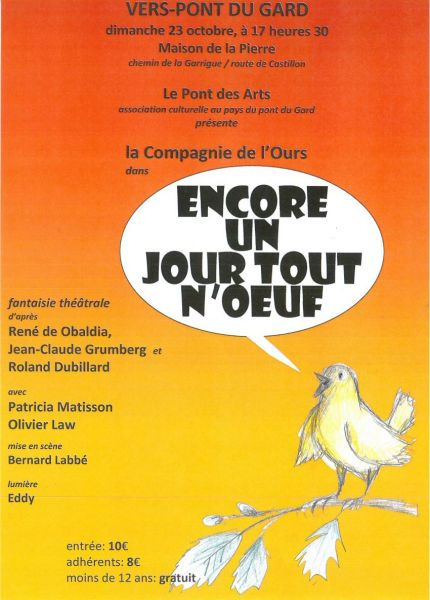 VERS-PONT DU GARD
dimanche 23 octobre, à 17 heures 30
Maison de la Pierre
chemin de la Garrigue / route de Castillon
Le Pont des Arts
association culturelle au pays du pont du Gard
présente
la Compagnie de l'Ours
dans
ENCORE
UN
JOUR TOUT
N'OEUF
fantaisie théâtrale
d'après
René de Obaldia,
Jean-Claude Grumberg et
Roland Dubillard
avec
Patricia Matisson
Olivier Law
mise en scène
Bernard Labbé
lumière
Eddy
entrée: 10€
adhérents: 8€
moins de 12 ans: gratuit